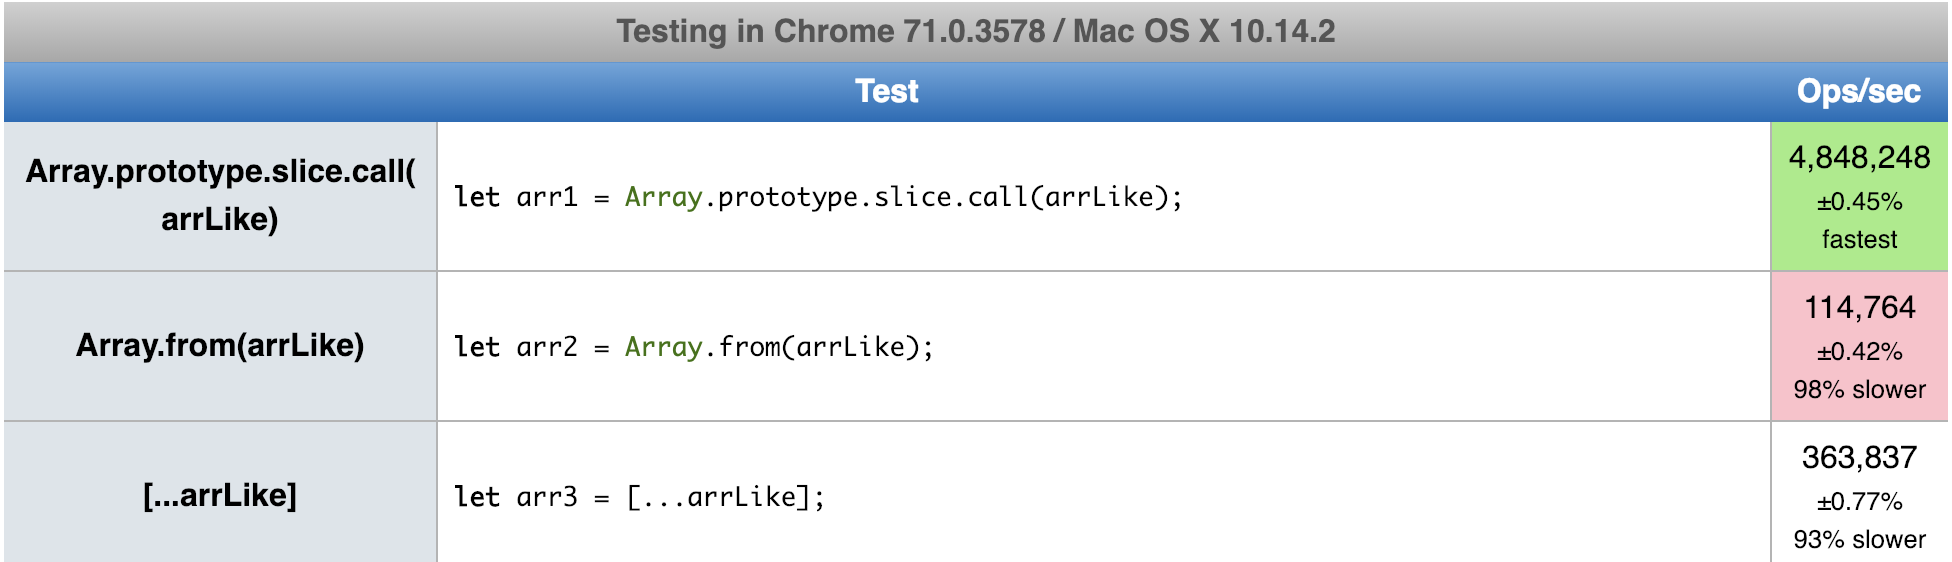 Testing in Chrome 71.0.3578 / Mac OS X 10.14.2
Test
Ops/sec
Array.prototype.slice.call(
arrLike)
let arr1 = Array.prototype.slice.call(arrLike);
4,848,248
±0.45%
fastest
Array.from(arrLike)
let arr2 = Array.from(arrLike);
114,764
±0.42%
98% slower
[...arrLike]
let arr3 = [...arrLike];
363,837
±0.77%
93% slower